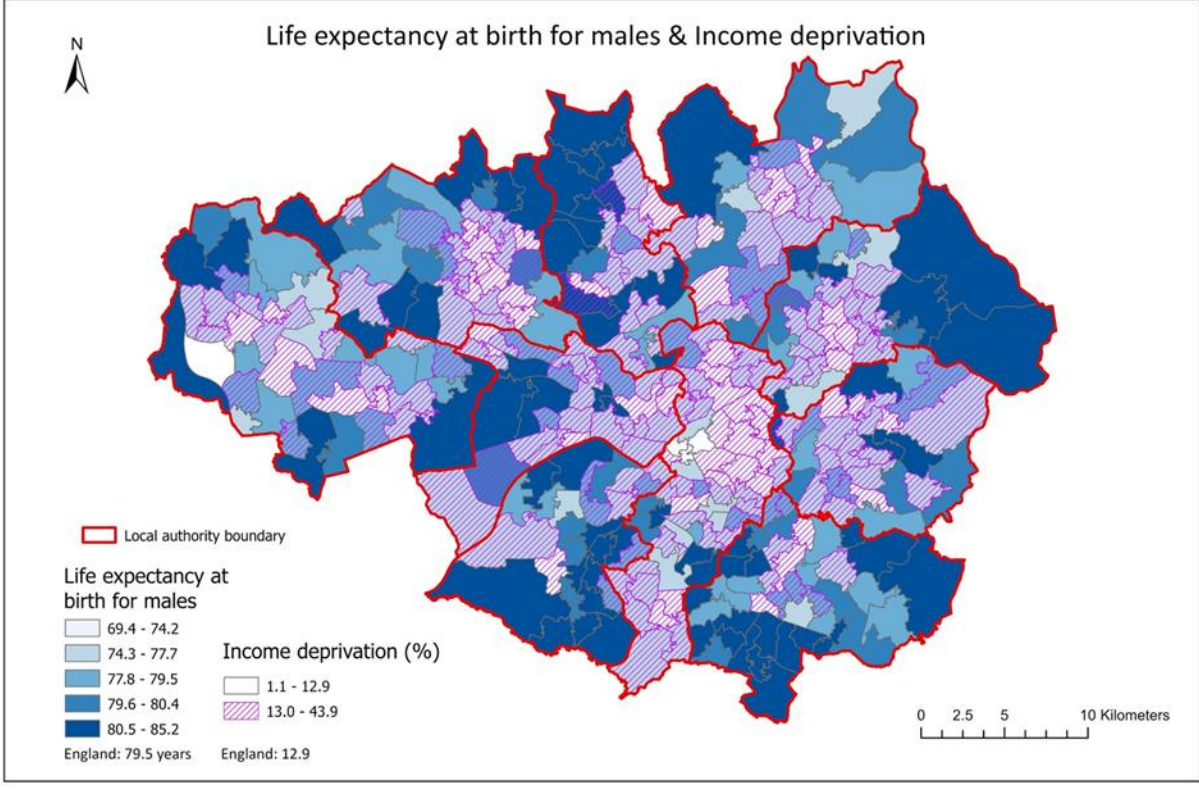 Life expectancy at birth for males & Income deprivation
N
Local authority boundary
Life expectancy at
birth for males
69.4 - 74.2
74.3 - 77.7
77.8 - 79.5
79.6 - 80.4
80.5 - 85.2
England: 79.5 years
Income deprivation (%)
1.1 - 12.9
13.0 - 43.9
England: 12.9
0 2.5 5 10 Kilometers